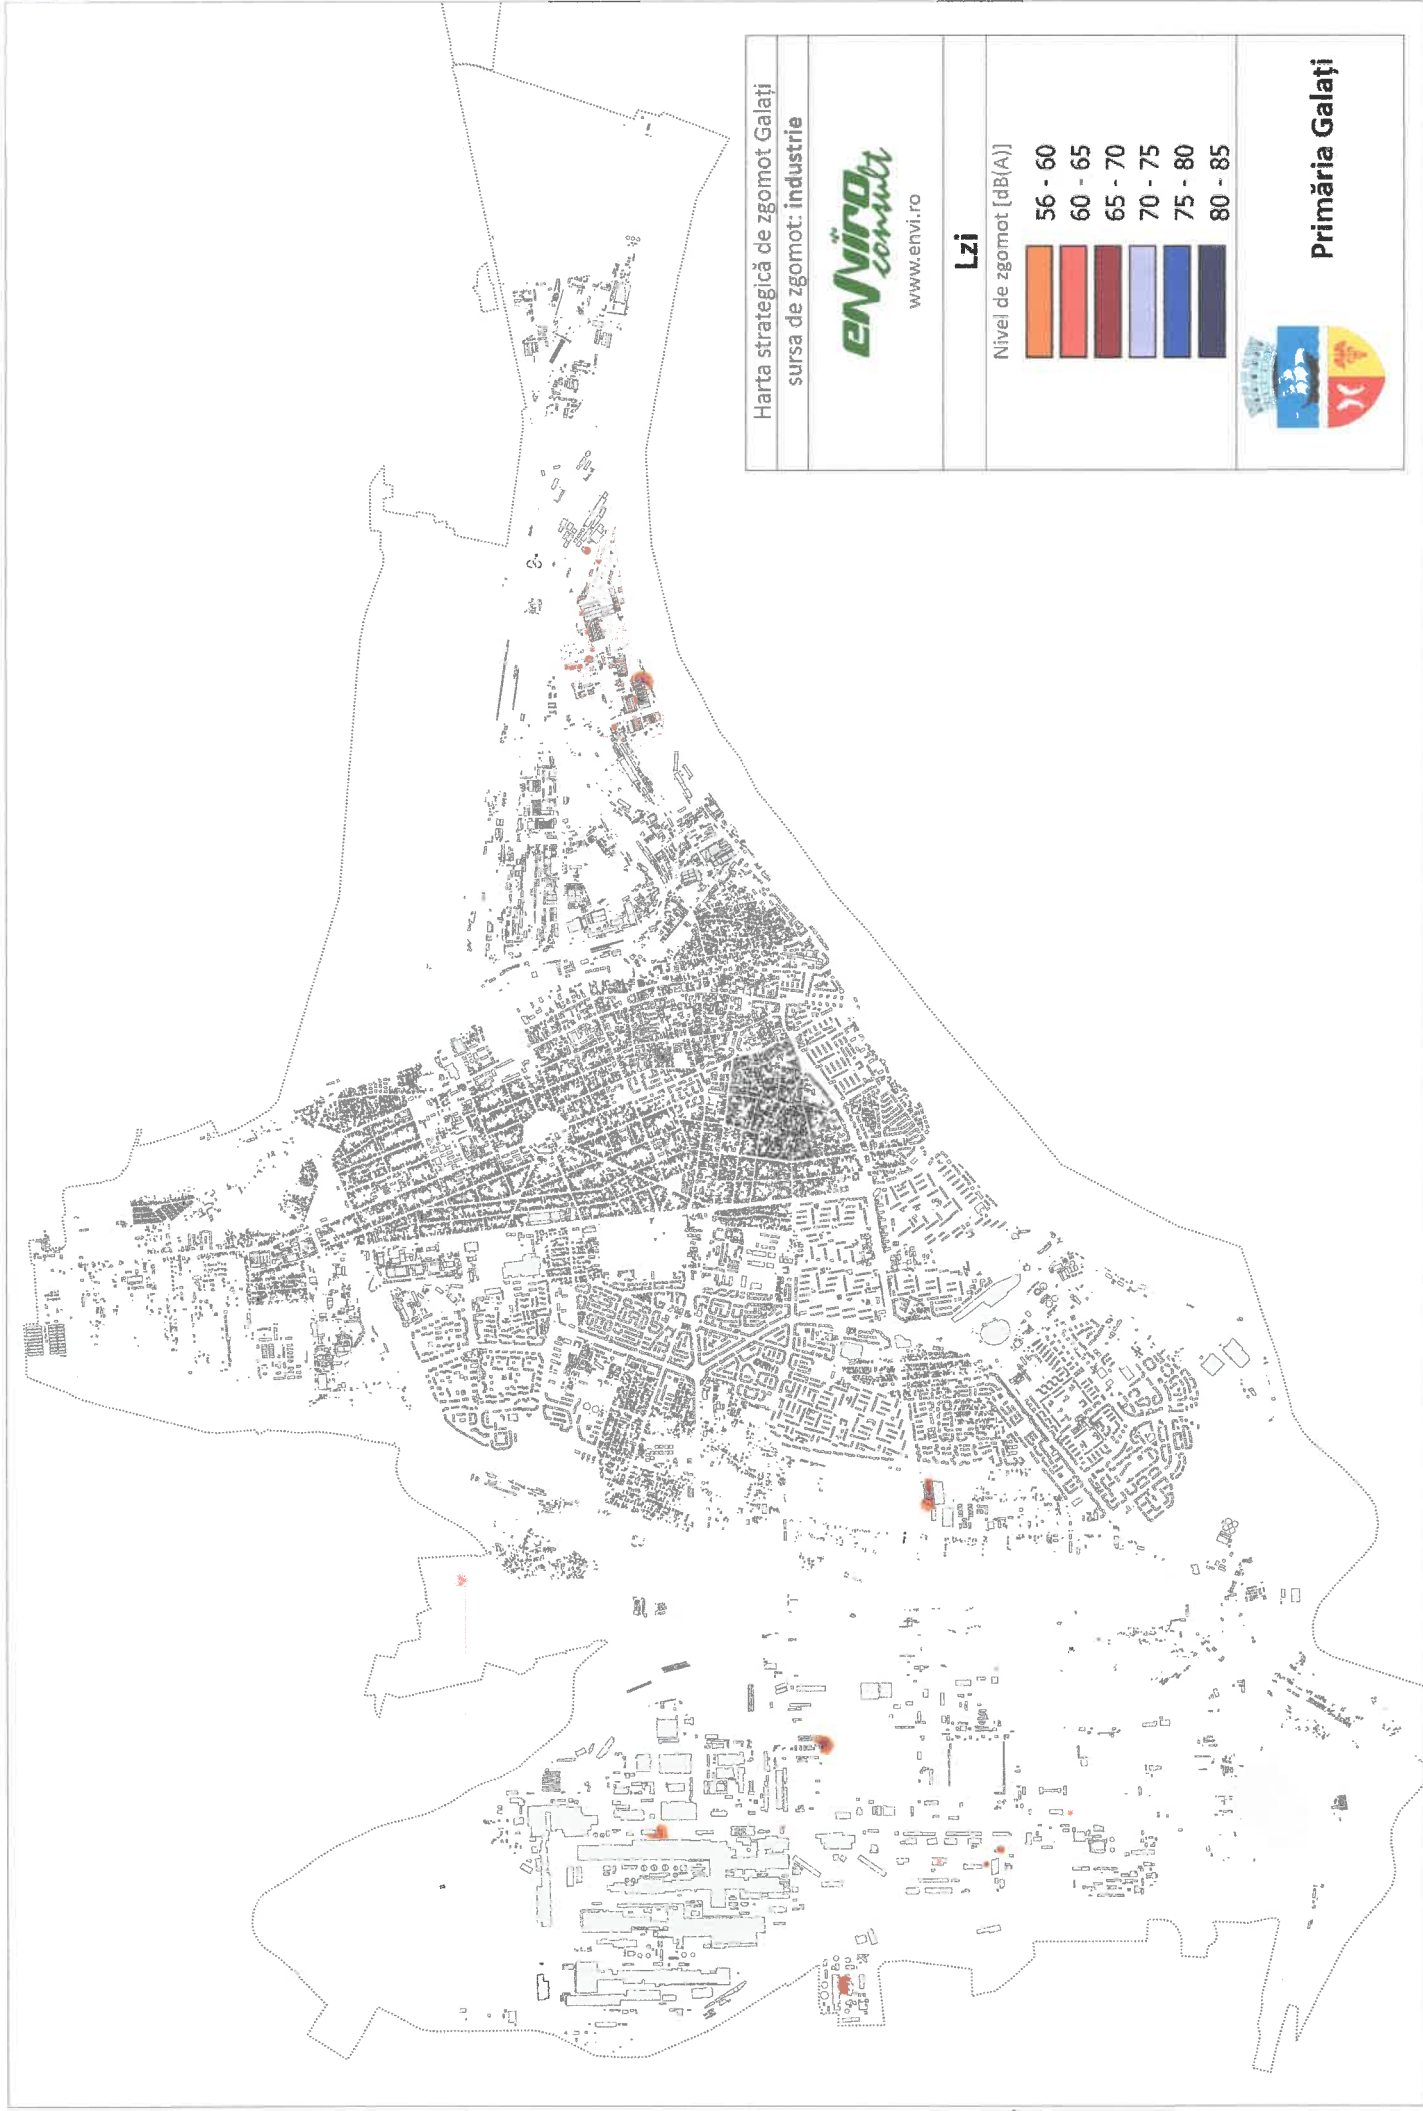 Harta strategică de zgomot Galați
sursa de zgomot: industrie
enviro
consult
www.envi.ro
Lzi
Nivel de zgomot [dB(A)]
56 - 60
60 - 65
65 - 70
70 - 75
75 - 80
80 - 85
Primăria Galați